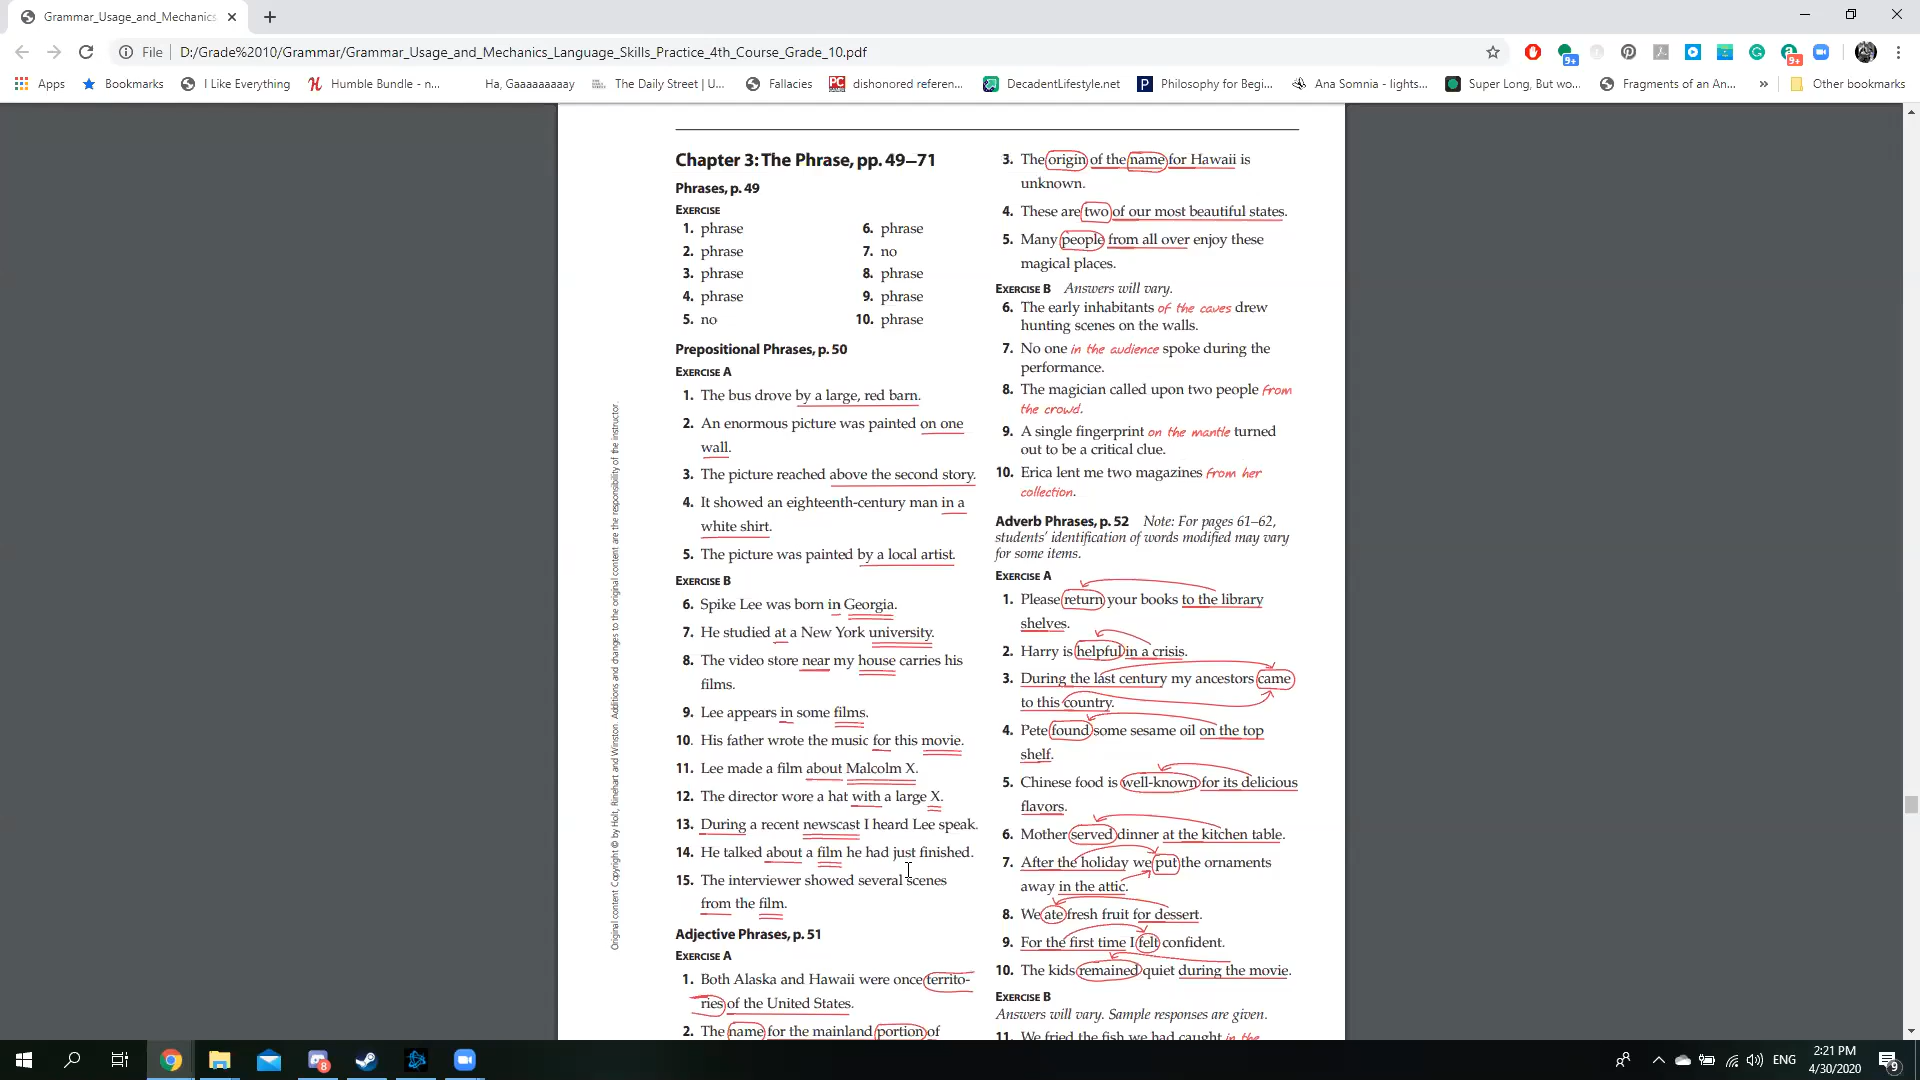 Grammar_Usage_and_Mechanics
File D:/Grade%2010/Grammar/Grammar_Usage_and_Mechanics_Language_Skills_Practice_4th_Course_Grade_10.pdf
9+
9+
Apps Bookmarks I Like Everything Humble Bundle - n... Ha, Gaaaaaaaaay The Daily Street | U... Fallacies dishonored referen... DecadentLifestyle.net Philosophy for Begi... Ana Somnia - lights... Super Long, But wo... Fragments of an An... » Other bookmarks
Chapter 3: The Phrase, pp. 49–71
Phrases, p. 49
EXERCISE
1. phrase
2. phrase
3. phrase
4. phrase
5. no
6. phrase
7. no
8. phrase
9. phrase
10. phrase
Prepositional Phrases, p. 50
EXERCISE A
1. The bus drove by a large, red barn.
2. An enormous picture was painted on one
wall.
3. The picture reached above the second story.
4. It showed an eighteenth-century man in a
white shirt.
5. The picture was painted by a local artist.
EXERCISE B
6. Spike Lee was born in Georgia.
7. He studied at a New York university.
8. The video store near my house carries his
films.
9. Lee appears in some films.
10. His father wrote the music for this movie.
11. Lee made a film about Malcolm X.
12. The director wore a hat with a large X.
13. During a recent newscast I heard Lee speak.
14. He talked about a film he had just finished.
15. The interviewer showed several scenes
from the film.
Adjective Phrases, p. 51
EXERCISE A
1. Both Alaska and Hawaii were once territo-
ries of the United States.
2. The name for the mainland portion of
3. The origin of the name for Hawaii is
unknown.
4. These are two of our most beautiful states.
5. Many people from all over enjoy these
magical places.
EXERCISE B Answers will vary.
6. The early inhabitants of the caves drew
hunting scenes on the walls.
7. No one in the audience spoke during the
performance.
8. The magician called upon two people from
the crowd.
9. A single fingerprint on the mantle turned
out to be a critical clue.
10. Erica lent me two magazines from her
collection.
Adverb Phrases, p. 52 Note: For pages 61–62,
students' identification of words modified may vary
for some items.
EXERCISE A
1. Please return your books to the library
shelves.
2. Harry is helpful in a crisis.
3. During the last century my ancestors came
to this country.
4. Pete found some sesame oil on the top
shelf.
5. Chinese food is well-known for its delicious
flavors.
6. Mother served dinner at the kitchen table.
7. After the holiday we put the ornaments
away in the attic.
8. We ate fresh fruit for dessert.
9. For the first time I felt confident.
10. The kids remained quiet during the movie.
EXERCISE B
Answers will vary. Sample responses are given.
11. We fried the fish we had caught in the
Original content Copyright © by Holt, Rinehart and Winston. Additions and changes to the original content are the responsibility of the instructor.
8
ENG
2:21 PM
4/30/2020
9